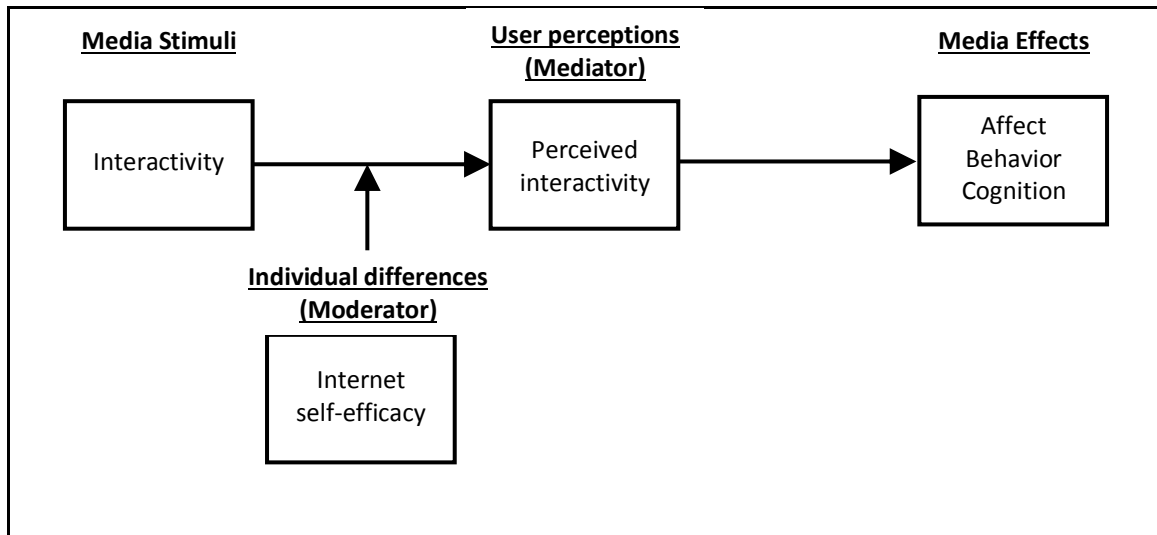 Media Stimuli
User perceptions
(Mediator)
Media Effects
Interactivity
Perceived
interactivity
Affect
Behavior
Cognition
Individual differences
(Moderator)
Internet
self-efficacy